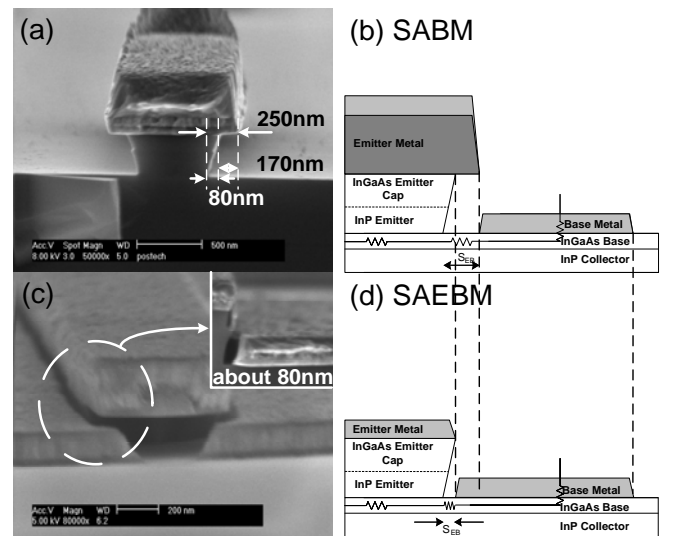 (a)
250nm
170nm
80nm
Acc.V Spot Magn WD 500 nm
8.00 kV 3.0 50000x 5.0 postech
(b) SABM
Emitter Metal
InGaAs Emitter
Cap
InP Emitter
Base Metal
InGaAs Base
SEB
InP Collector
(c)
about 80nm
Acc.V Magn WD 200 nm
5.00 kV 80000x 6.2
(d) SAEBM
Emitter Metal
InGaAs Emitter
Cap
InP Emitter
Base Metal
InGaAs Base
SEB
InP Collector